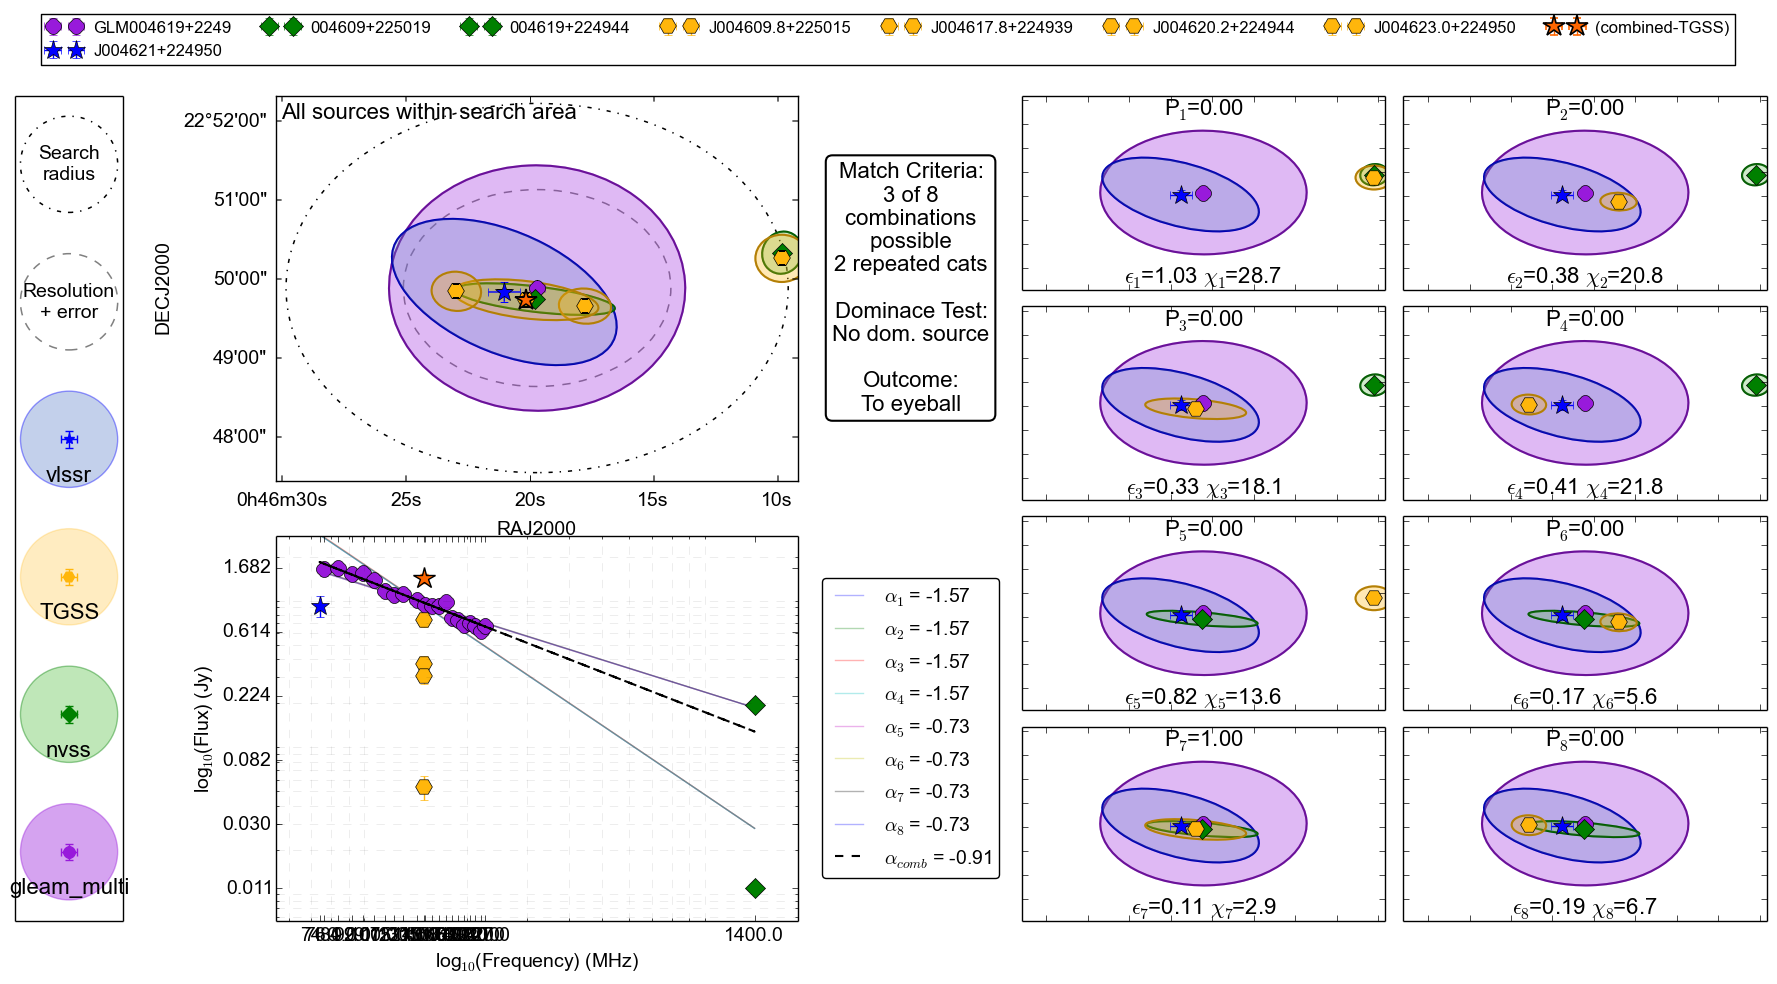 GLM004619+2249 004609+225019 004619+224944 J004609.8+225015 J004617.8+224939 J004620.2+224944 J004623.0+224950 (combined-TGSS)
J004621+224950
Search
radius
Resolution
+ error
vlssr
TGSS
nvss
gleam_multi
All sources within search area
DECJ2000
22°52'00"
51'00"
50'00"
49'00"
48'00"
0h46m30s 25s 20s 15s 10s
RAJ2000
Match Criteria:
3 of 8
combinations
possible
2 repeated cats
Dominace Test:
No dom. source
Outcome:
To eyeball
log10(Flux) (Jy)
1.682
0.614
0.224
0.082
0.030
0.011
1400.0
log10(Frequency) (MHz)
α1 = -1.57
α2 = -1.57
α3 = -1.57
α4 = -1.57
α5 = -0.73
α6 = -0.73
α7 = -0.73
α8 = -0.73
αcomb = -0.91
P1=0.00
ϵ1=1.03 χ1=28.7
P2=0.00
ϵ2=0.38 χ2=20.8
P3=0.00
ϵ3=0.33 χ3=18.1
P4=0.00
ϵ4=0.41 χ4=21.8
P5=0.00
ϵ5=0.82 χ5=13.6
P6=0.00
ϵ6=0.17 χ6=5.6
P7=1.00
ϵ7=0.11 χ7=2.9
P8=0.00
ϵ8=0.19 χ8=6.7